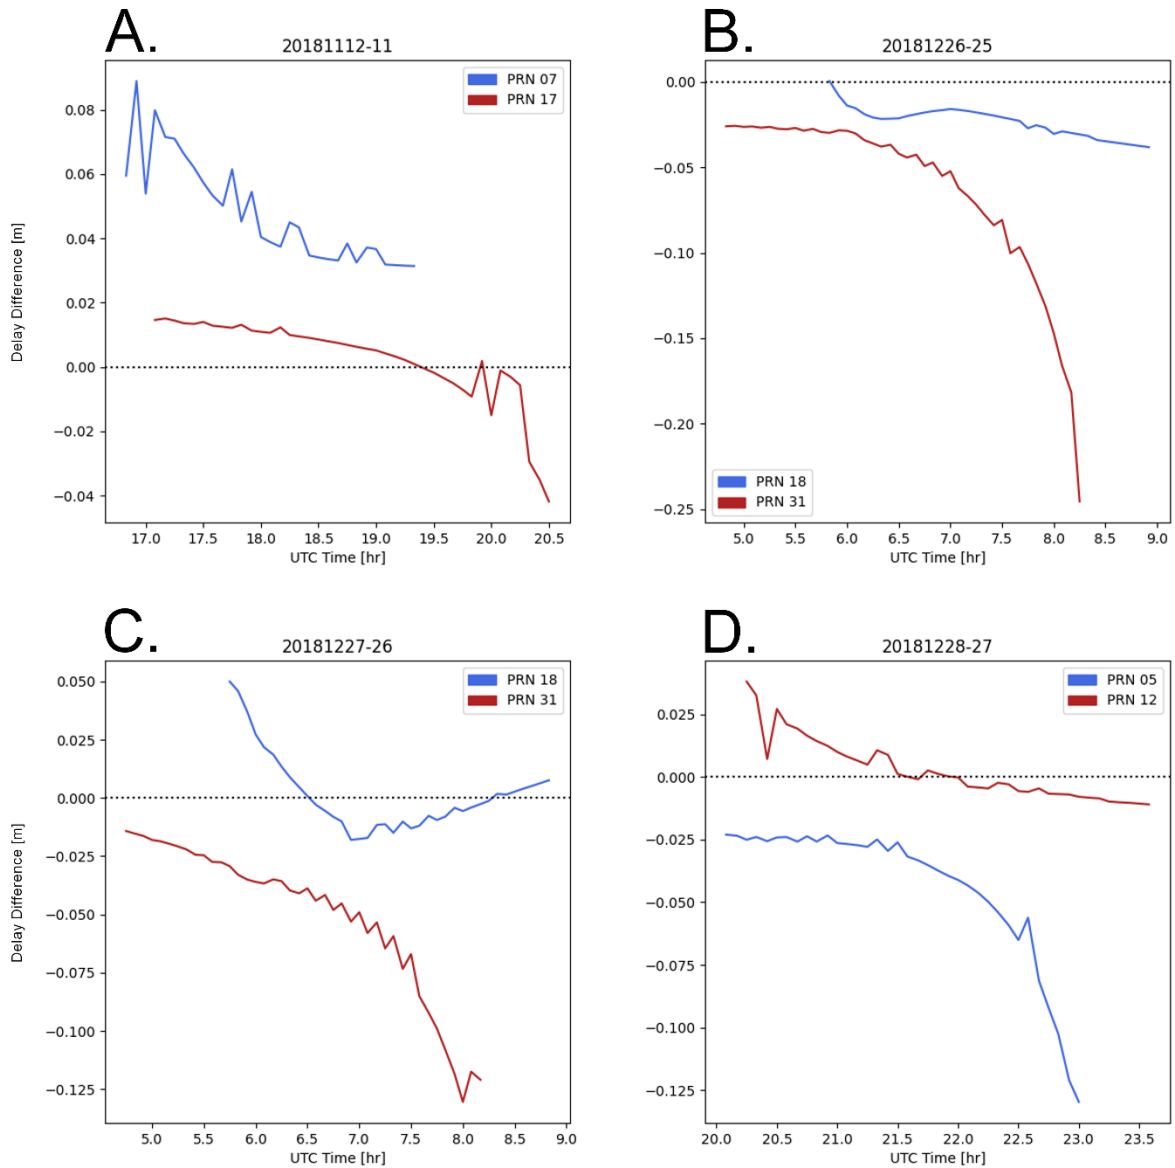 A.
20181112-11
PRN 07
PRN 17
0.08
0.06
0.04
0.02
0.00
−0.02
−0.04
Delay Difference [m]
17.0 17.5 18.0 18.5 19.0 19.5 20.0 20.5
UTC Time [hr]
B.
20181226-25
0.00
−0.05
−0.10
−0.15
−0.20
−0.25
PRN 18
PRN 31
5.0 5.5 6.0 6.5 7.0 7.5 8.0 8.5 9.0
UTC Time [hr]
C.
20181227-26
PRN 18
PRN 31
0.050
0.025
0.000
−0.025
−0.050
−0.075
−0.100
−0.125
Delay Difference [m]
5.0 5.5 6.0 6.5 7.0 7.5 8.0 8.5 9.0
UTC Time [hr]
D.
20181228-27
PRN 05
PRN 12
0.025
0.000
−0.025
−0.050
−0.075
−0.100
−0.125
20.0 20.5 21.0 21.5 22.0 22.5 23.0 23.5
UTC Time [hr]